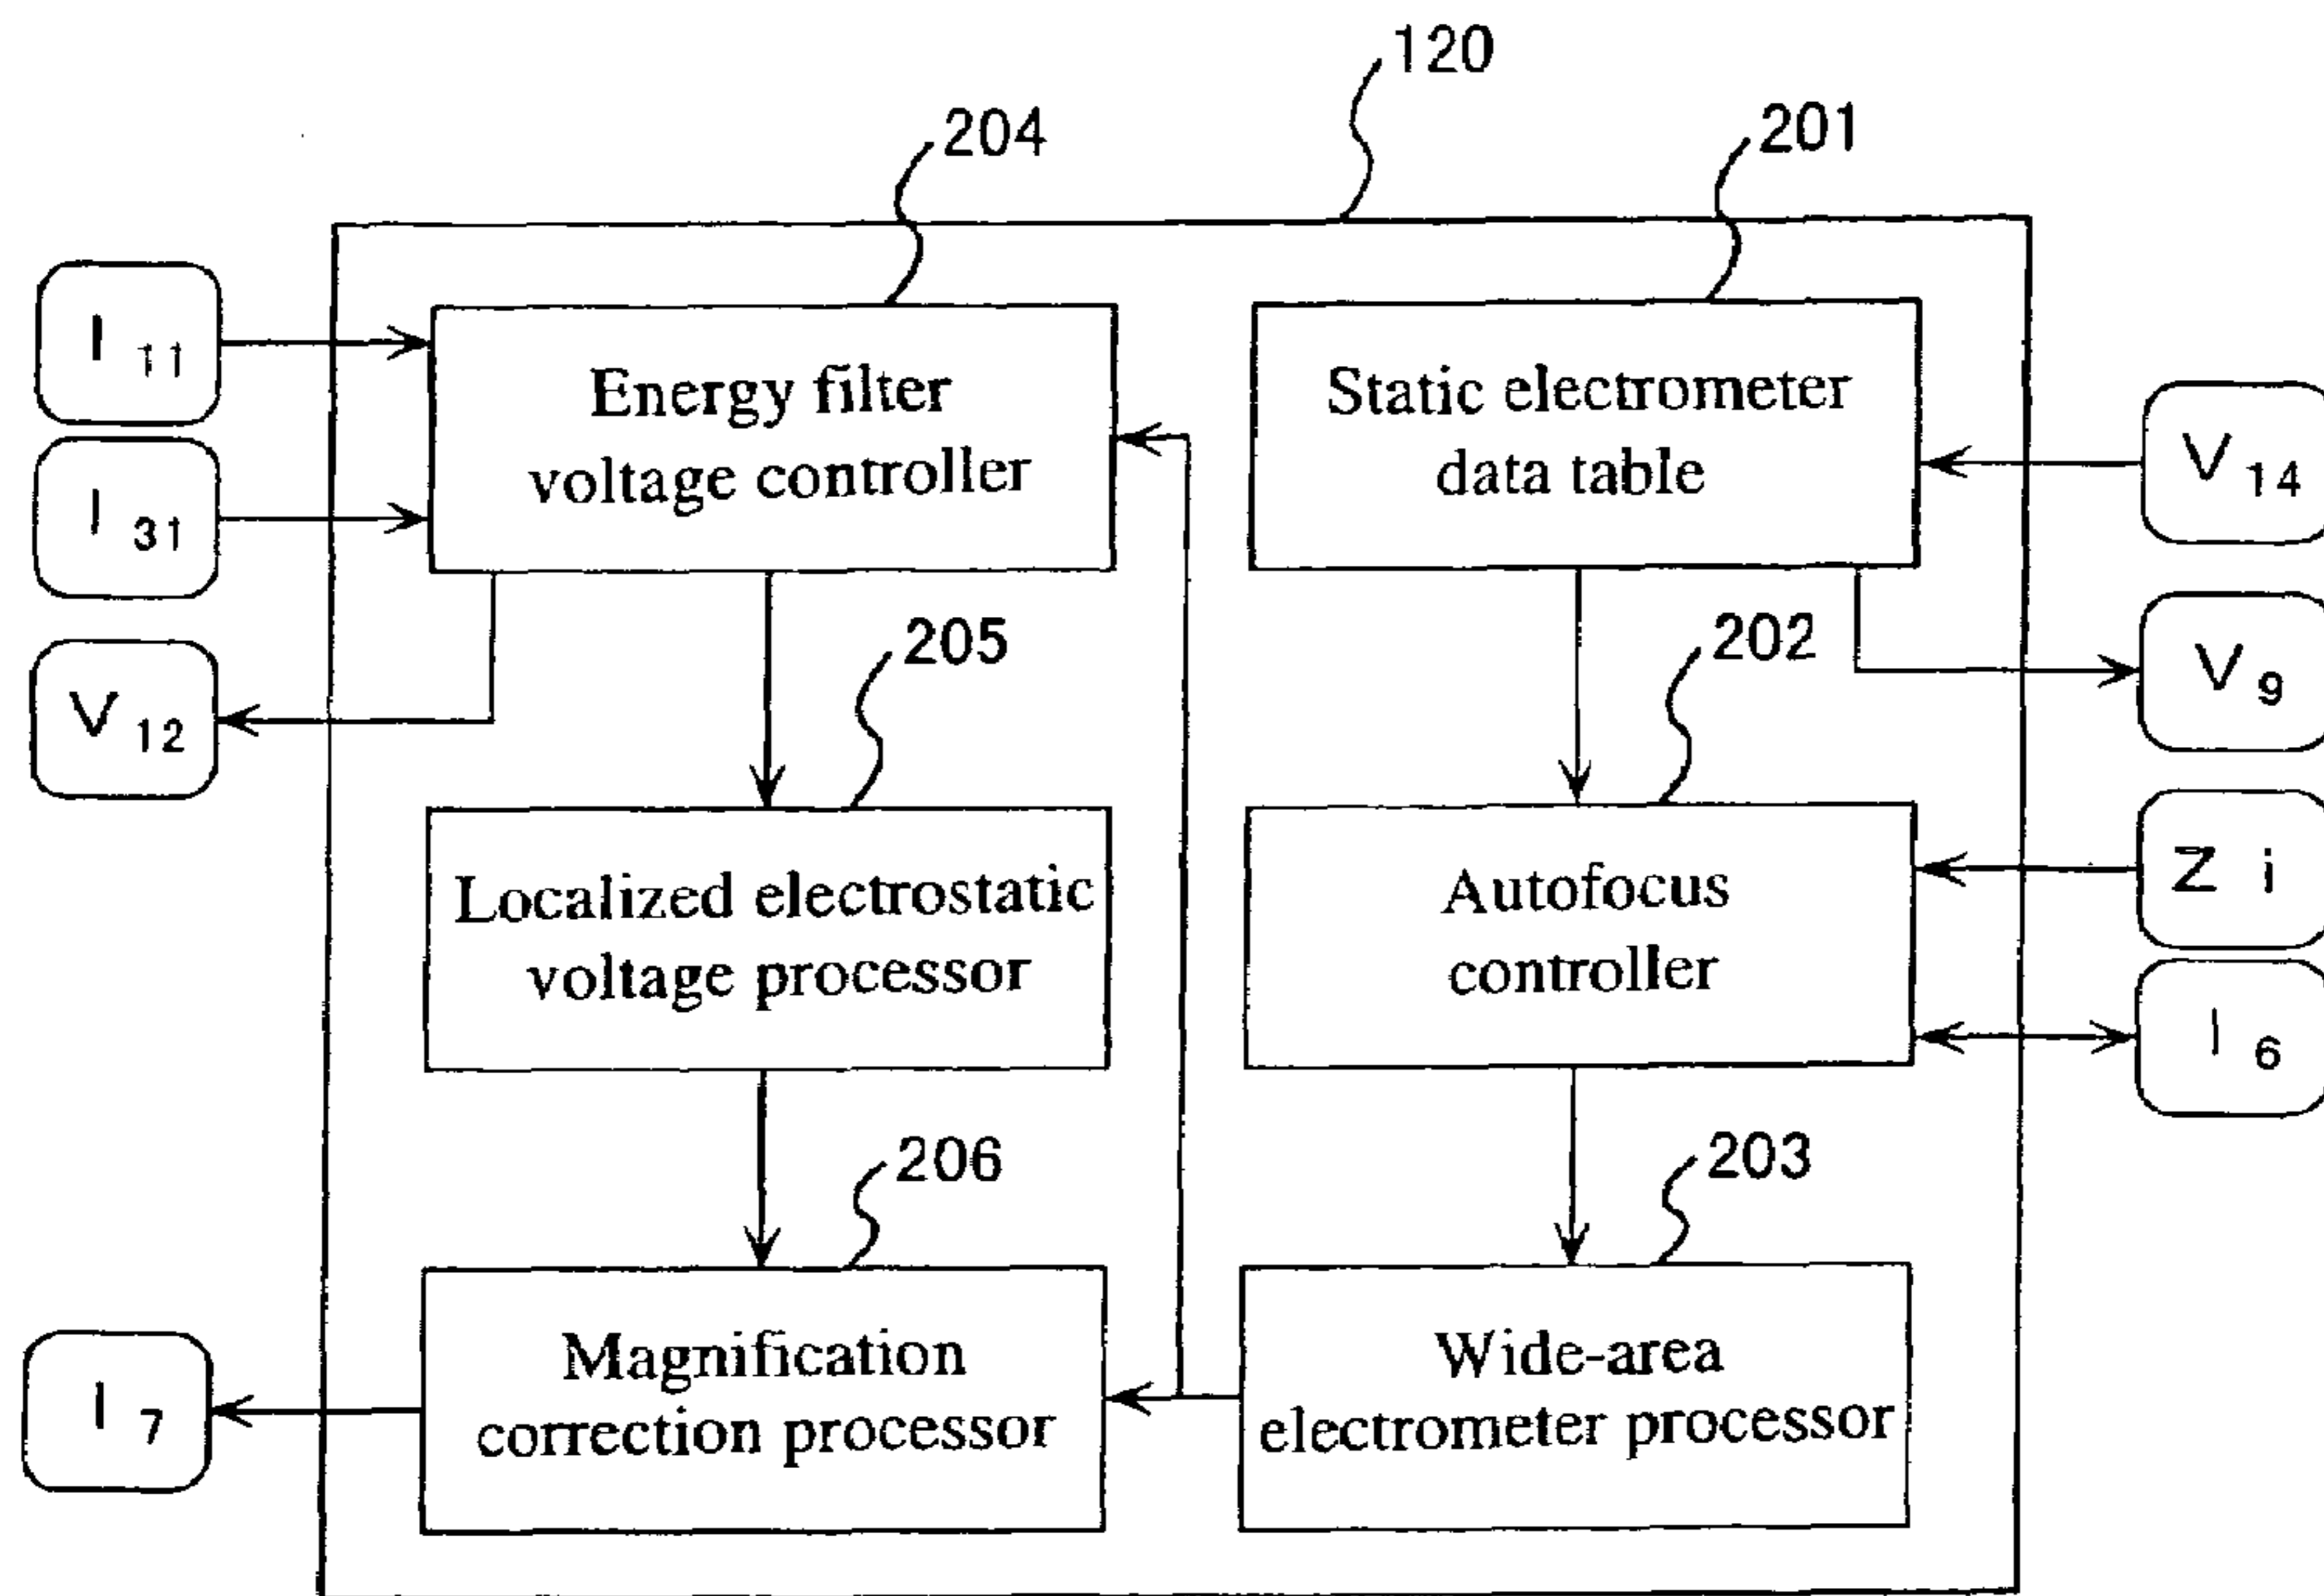 120
204
201
I 11
Energy filter
voltage controller
Static electrometer
data table
V 14
I 31
V 12
205
202
V 9
Localized electrostatic
voltage processor
Autofocus
controller
Z i
I 6
206
203
Magnification
correction processor
Wide-area
electrometer processor
I 7